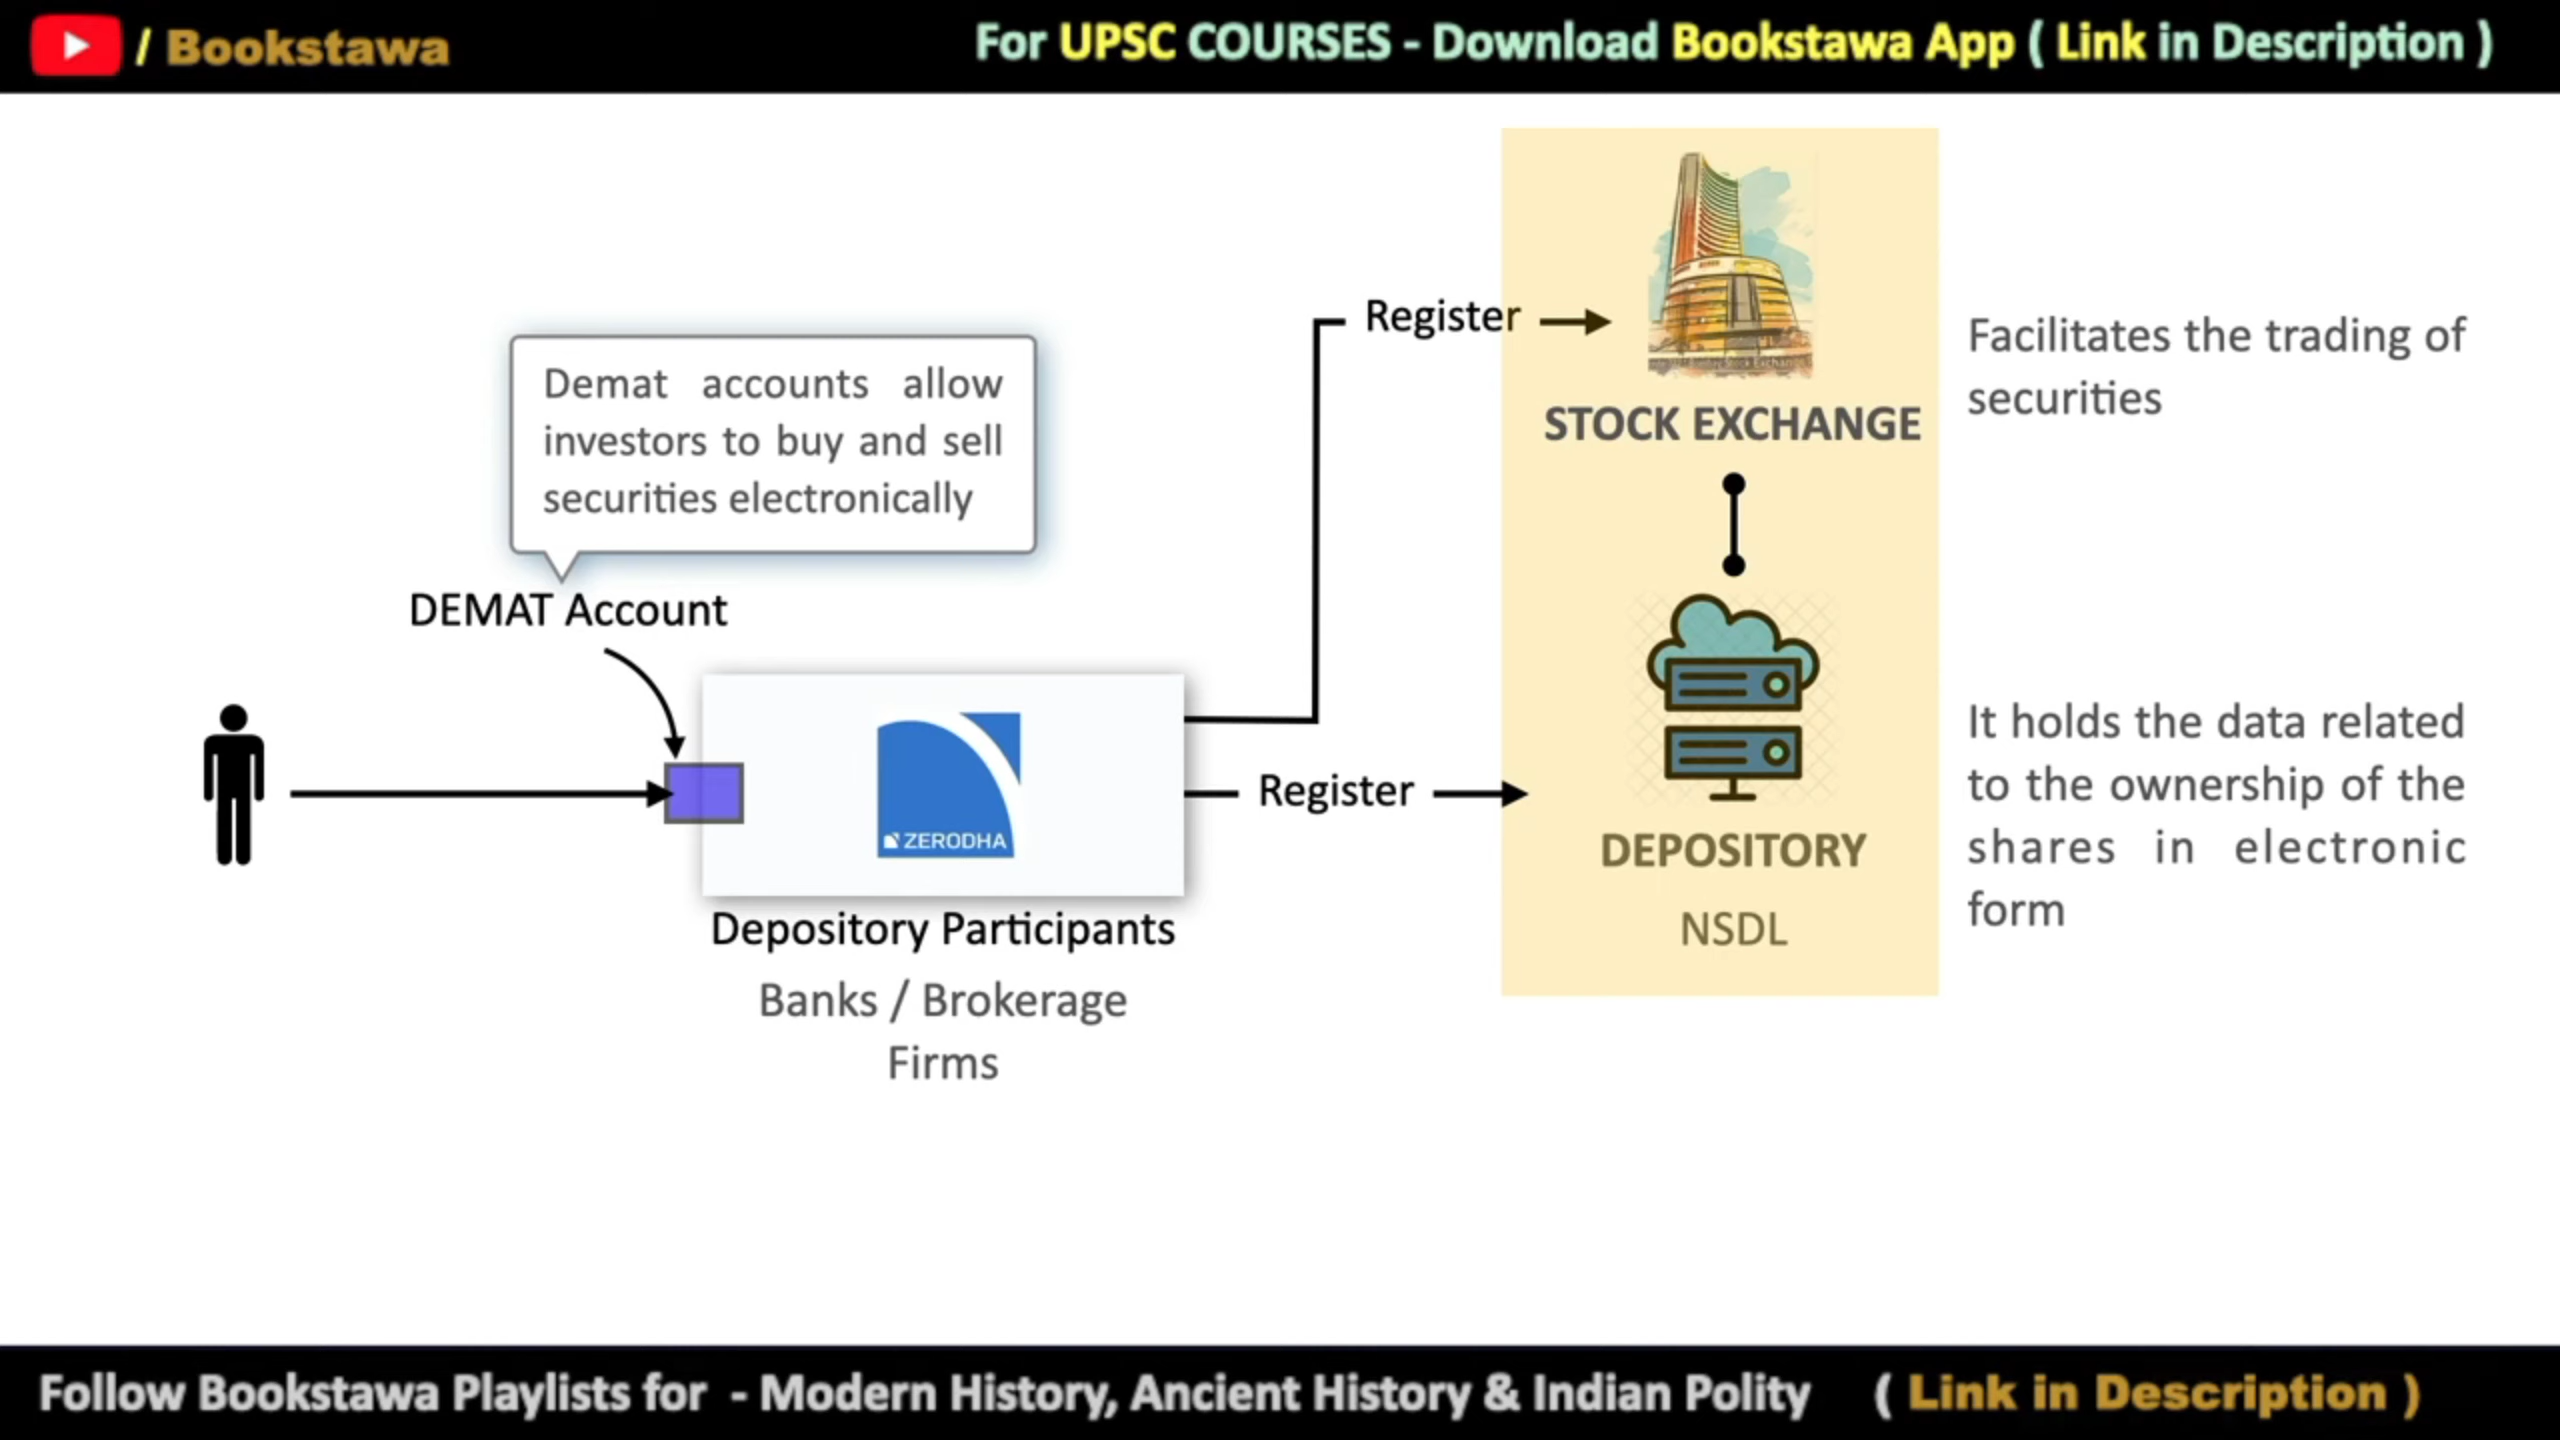 / Bookstawa
For UPSC COURSES - Download Bookstawa App ( Link in Description )
Demat accounts allow
investors to buy and sell
securities electronically
DEMAT Account
ZERODHA
Depository Participants
Banks / Brokerage
Firms
Register
Register
STOCK EXCHANGE
Facilitates the trading of
securities
DEPOSITORY
NSDL
It holds the data related
to the ownership of the
shares in electronic
form
Follow Bookstawa Playlists for - Modern History, Ancient History & Indian Polity ( Link in Description )